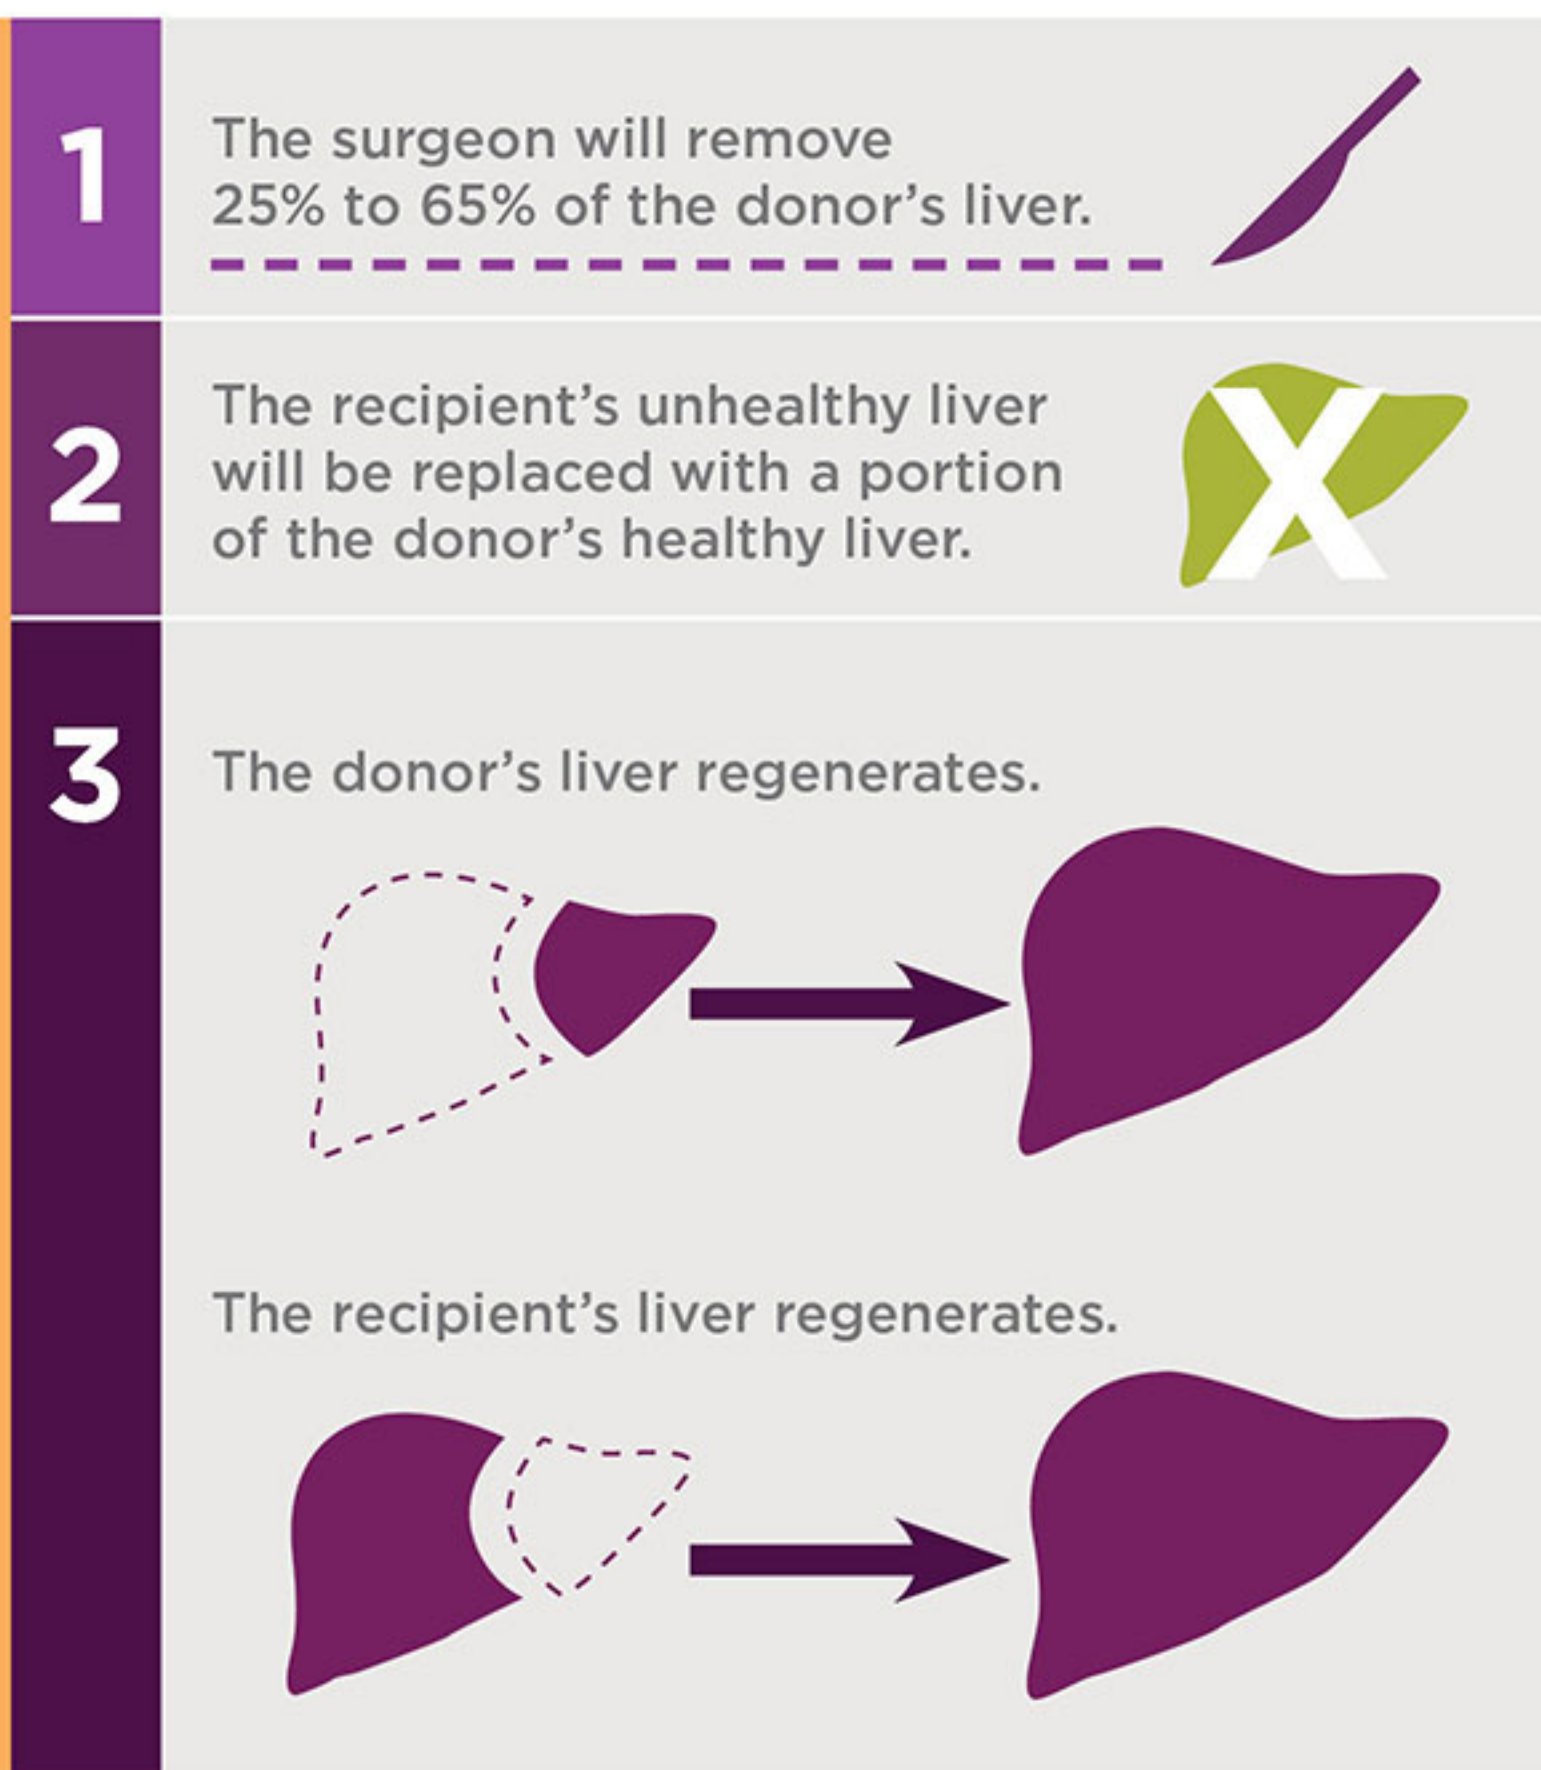 1
The surgeon will remove
25% to 65% of the donor’s liver.
2
The recipient’s unhealthy liver
will be replaced with a portion
of the donor’s healthy liver.
X
3
The donor’s liver regenerates.
The recipient’s liver regenerates.